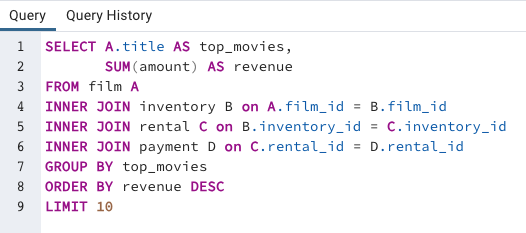 Query Query History
1 SELECT A.title AS top_movies,
2 SUM(amount) AS revenue
3 FROM film A
4 INNER JOIN inventory B on A.film_id = B.film_id
5 INNER JOIN rental C on B.inventory_id = C.inventory_id
6 INNER JOIN payment D on C.rental_id = D.rental_id
7 GROUP BY top_movies
8 ORDER BY revenue DESC
9 LIMIT 10